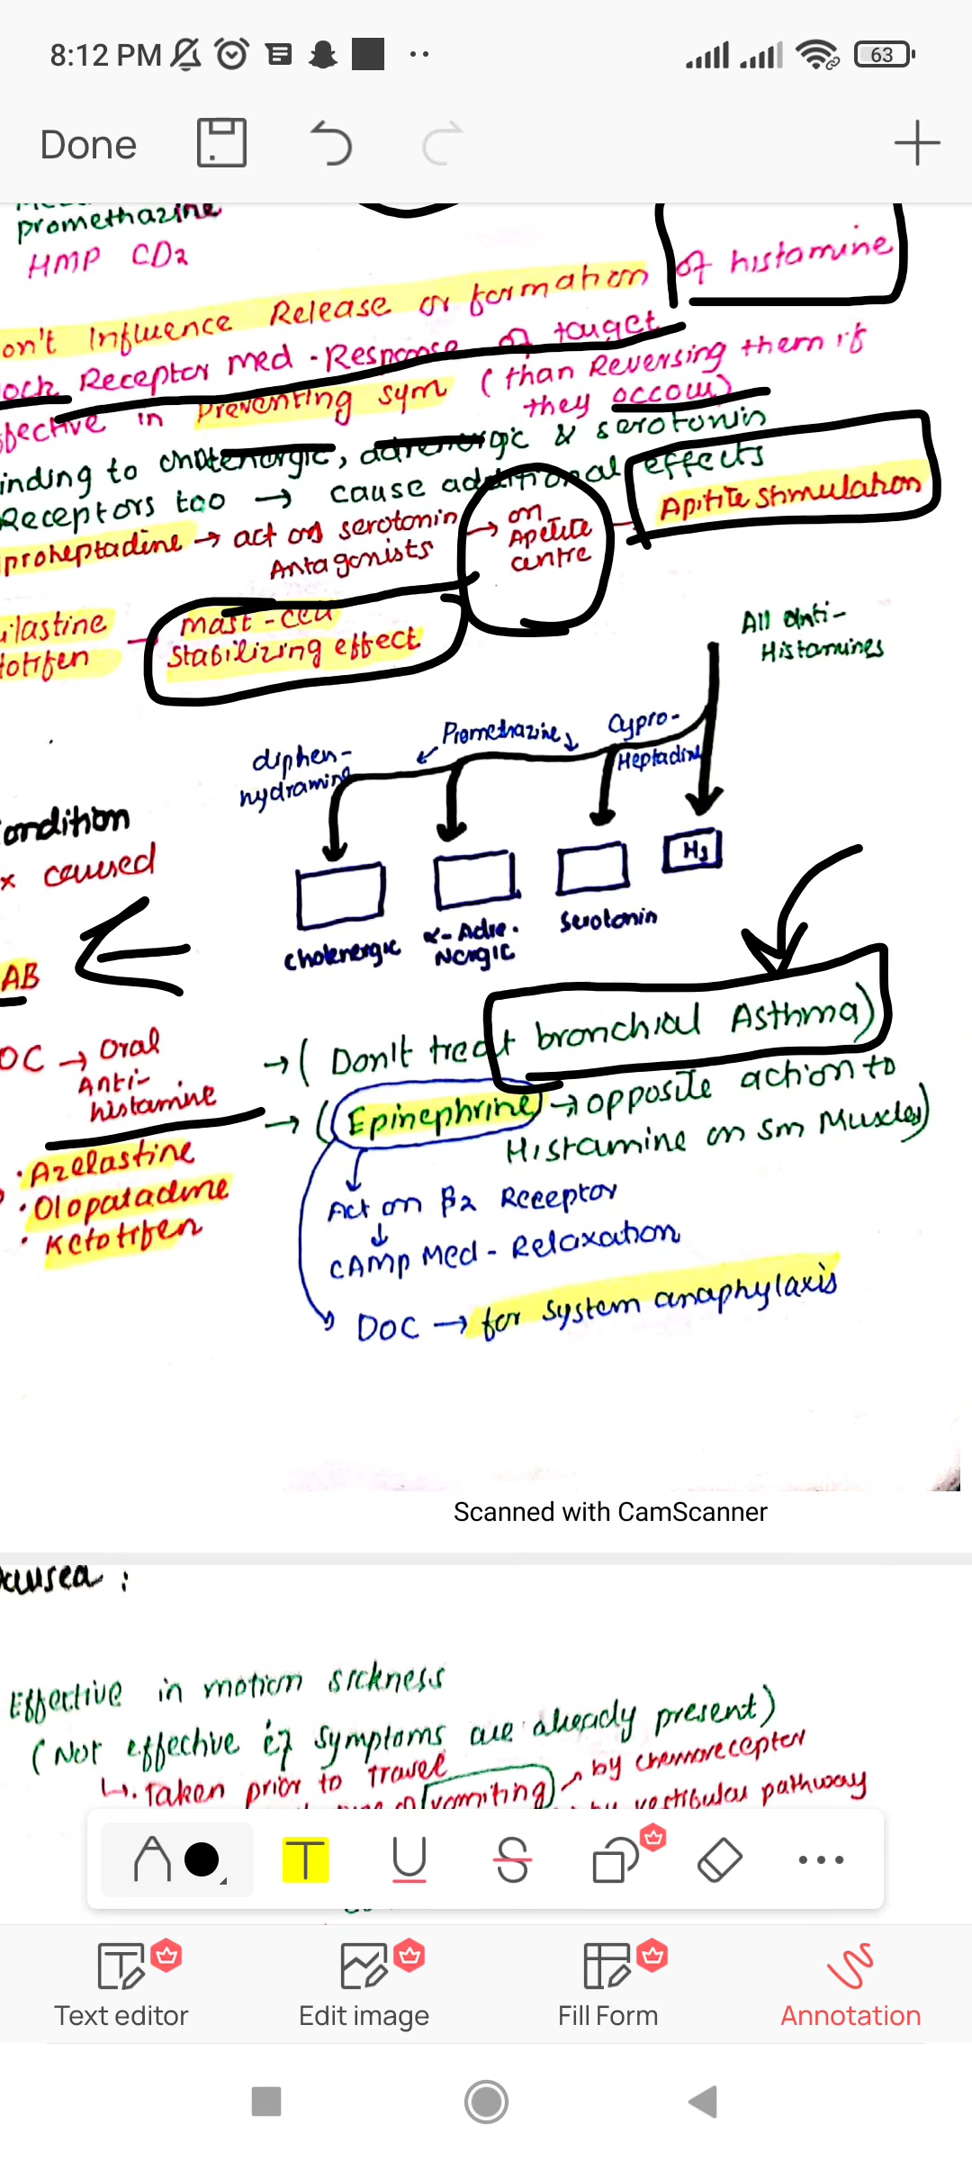 8:12 PM
63
Done
promethazine
HMP CD2
on't Influence Release or formation of histamine
ock Receptor med - Response of target
fective in Preventing sym (than Reversing them if
they occour)
inding to cholenergic, adrenergic & serotonin
Receptors too → cause additional effects
proheptadine → act on serotonin → on → Apitite stimulation
Antagonists Apetite
centre
ilastine → mast - cell
totifen stabilizing effect
All Anti-
Histamines
diphen-
hydramine
Promethazine
Cypro-
Heptadine
ondition
x caused
H1
cholenergic α-Adre. Serotonin
Nergic
AB
OC → Oral
Anti-
histamine
→ ( Don't treat bronchial Asthma)
→ (Epinephrine → opposite action to
Histamine on sm Muscles)
• Azelastine
• Olopatadine
• Ketotifen
Act on β2 Receptor
↓
cAmp Med - Relaxation
DOC → for system anaphylaxis
Scanned with CamScanner
ausea :
Effective in motion sickness
(Not effective if symptoms are already present)
↳ . Taken prior to Travel
vomiting → by chemoreceptor
by vestibular pathway
T U S
Text editor Edit image Fill Form Annotation